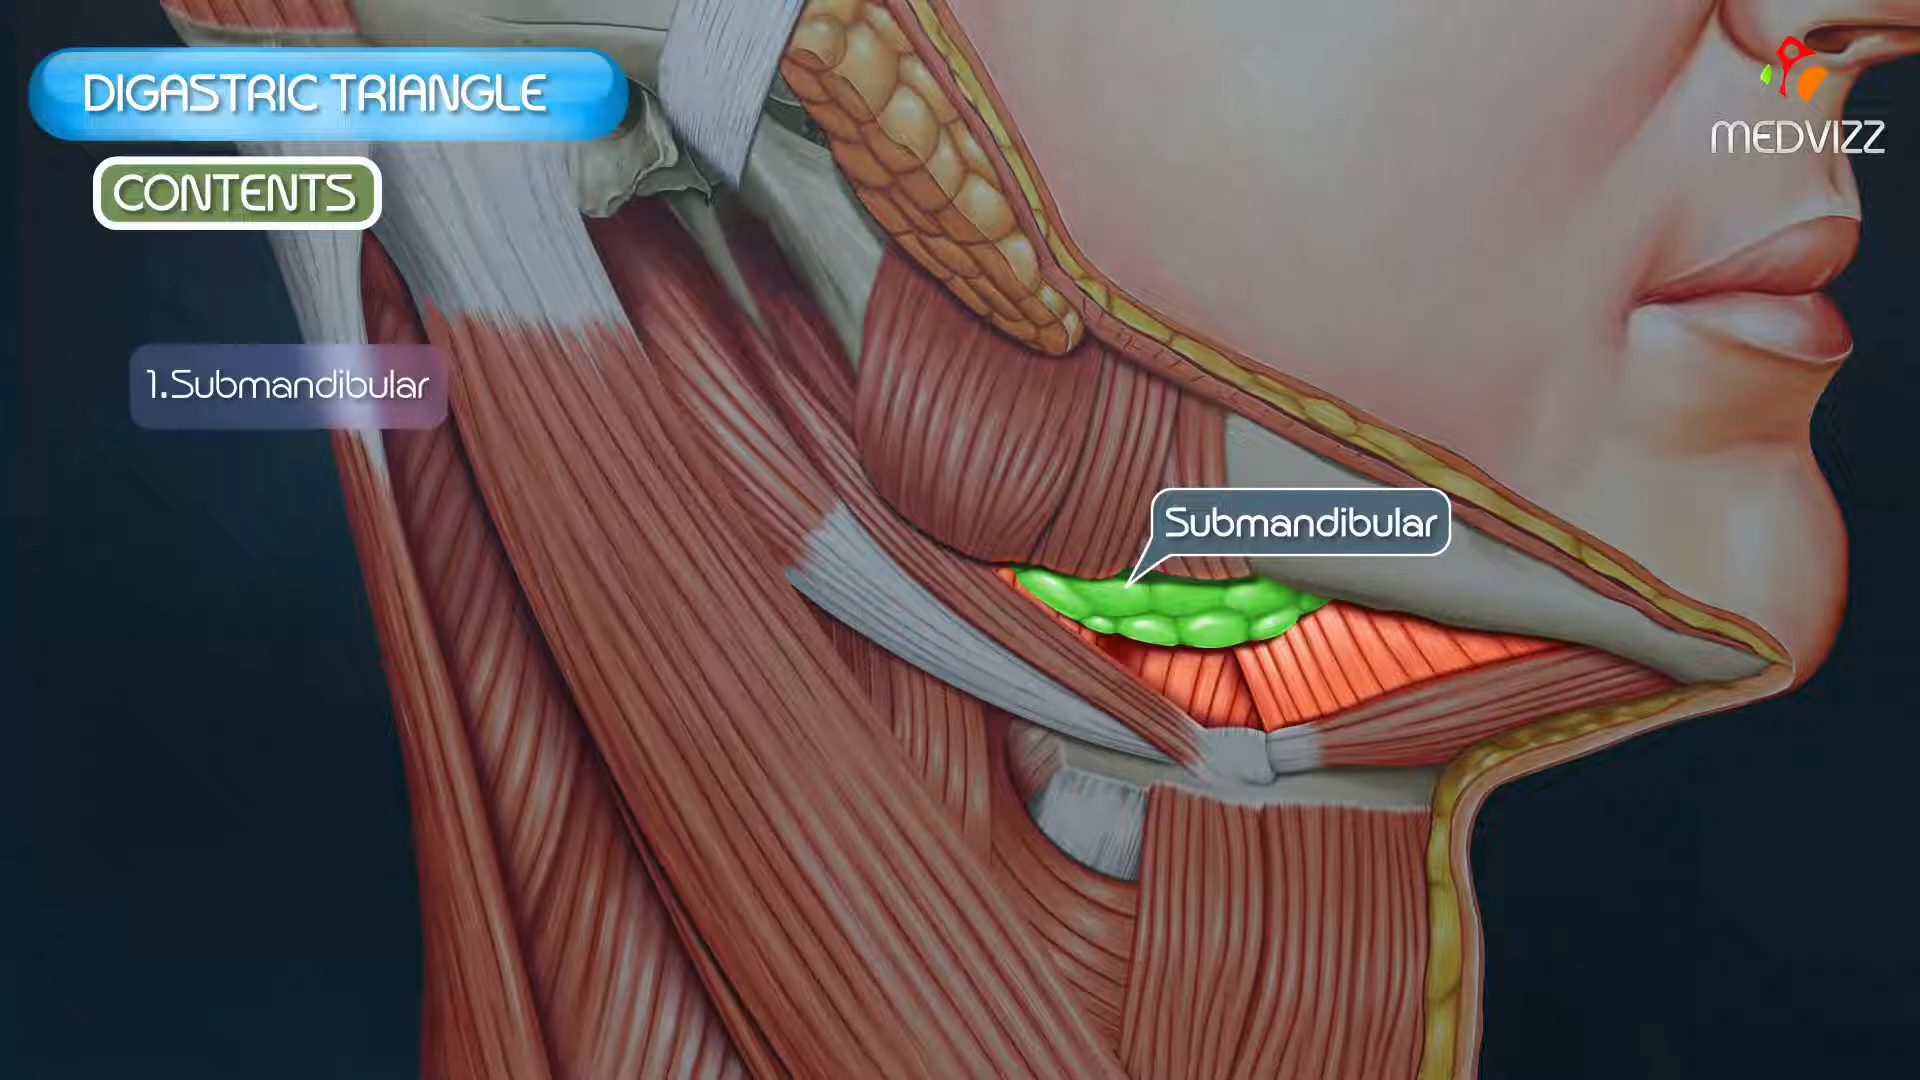 DIGASTRIC TRIANGLE
MEDVIZZ
CONTENTS
1.Submandibular
Submandibular